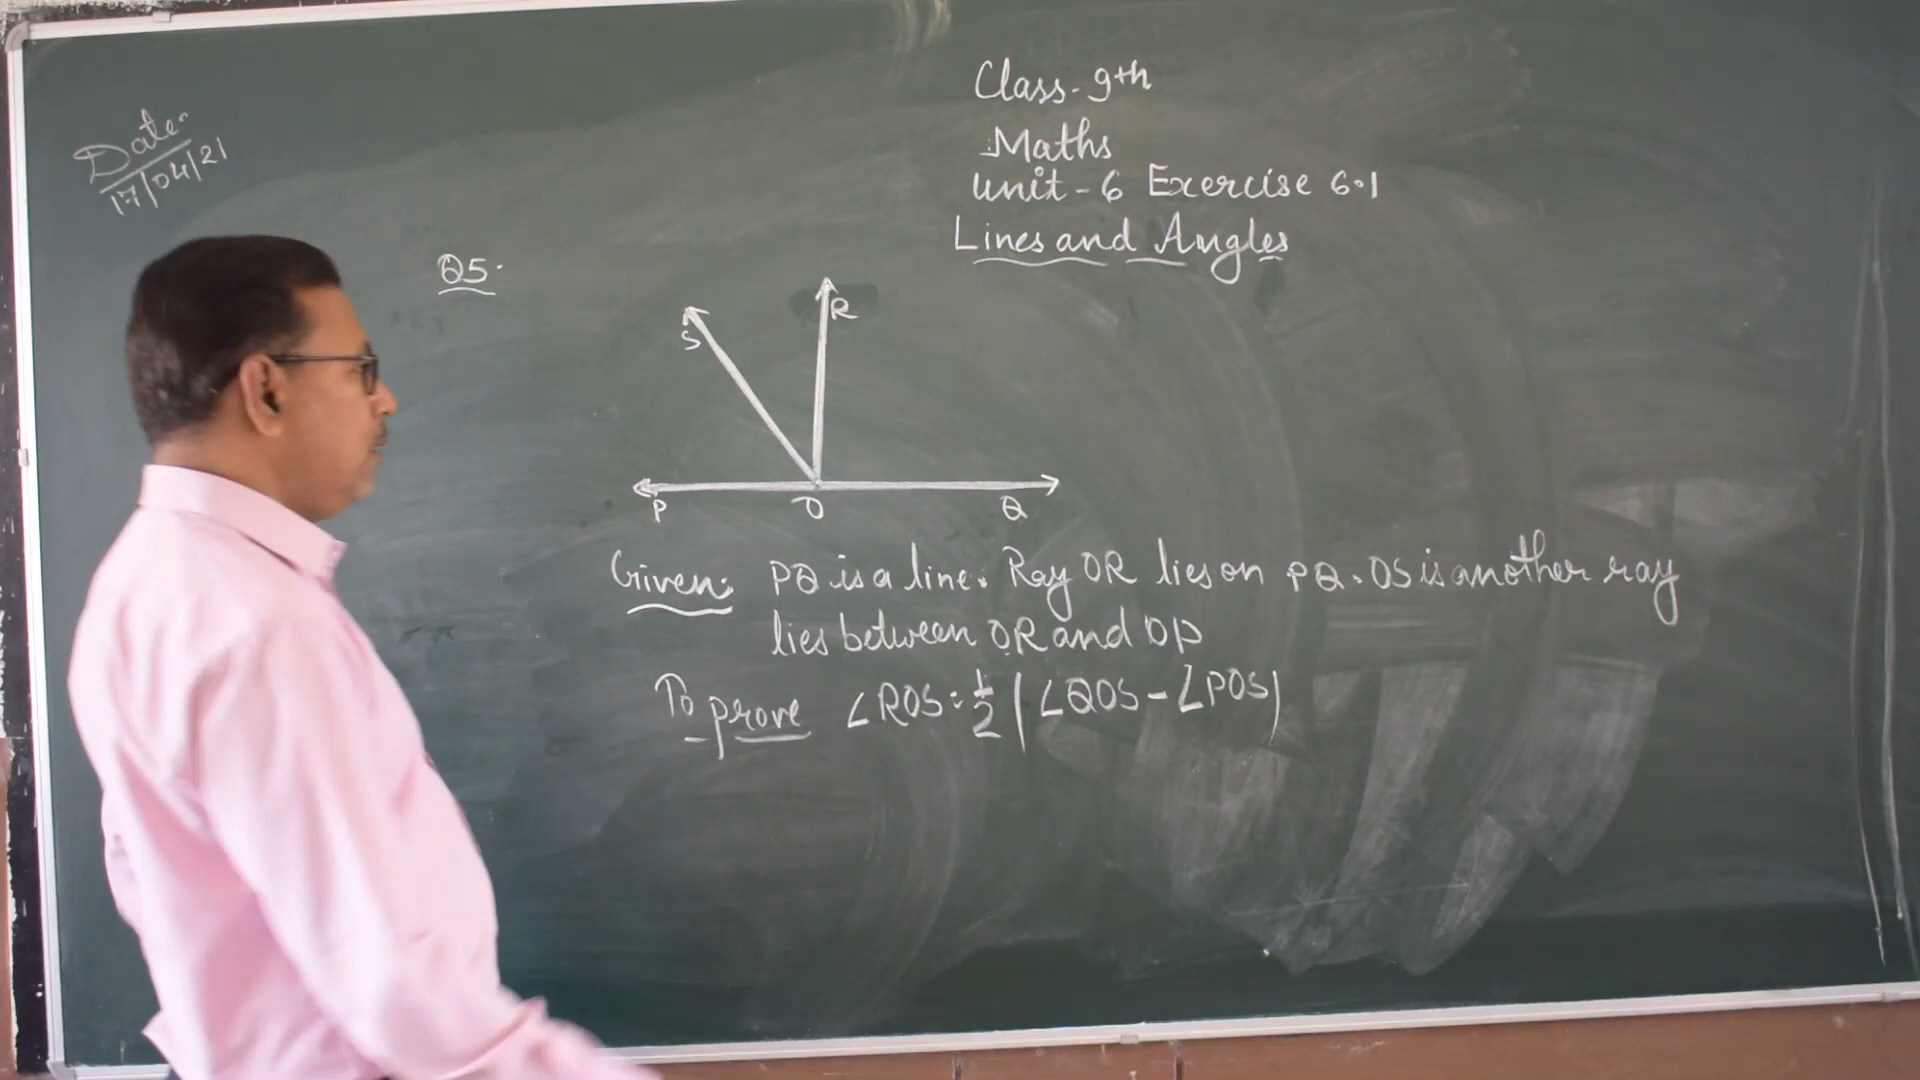 Date:
17/04/21
Class- 9th
Maths
Unit - 6 Exercise 6.1
Lines and Angles
Q5.
S
R
P
O
Q
Given: PQ is a line. Ray OR lies on PQ. OS is another ray
lies between OR and OP
To prove ∠ROS = 1/2 |∠QOS - ∠POS|